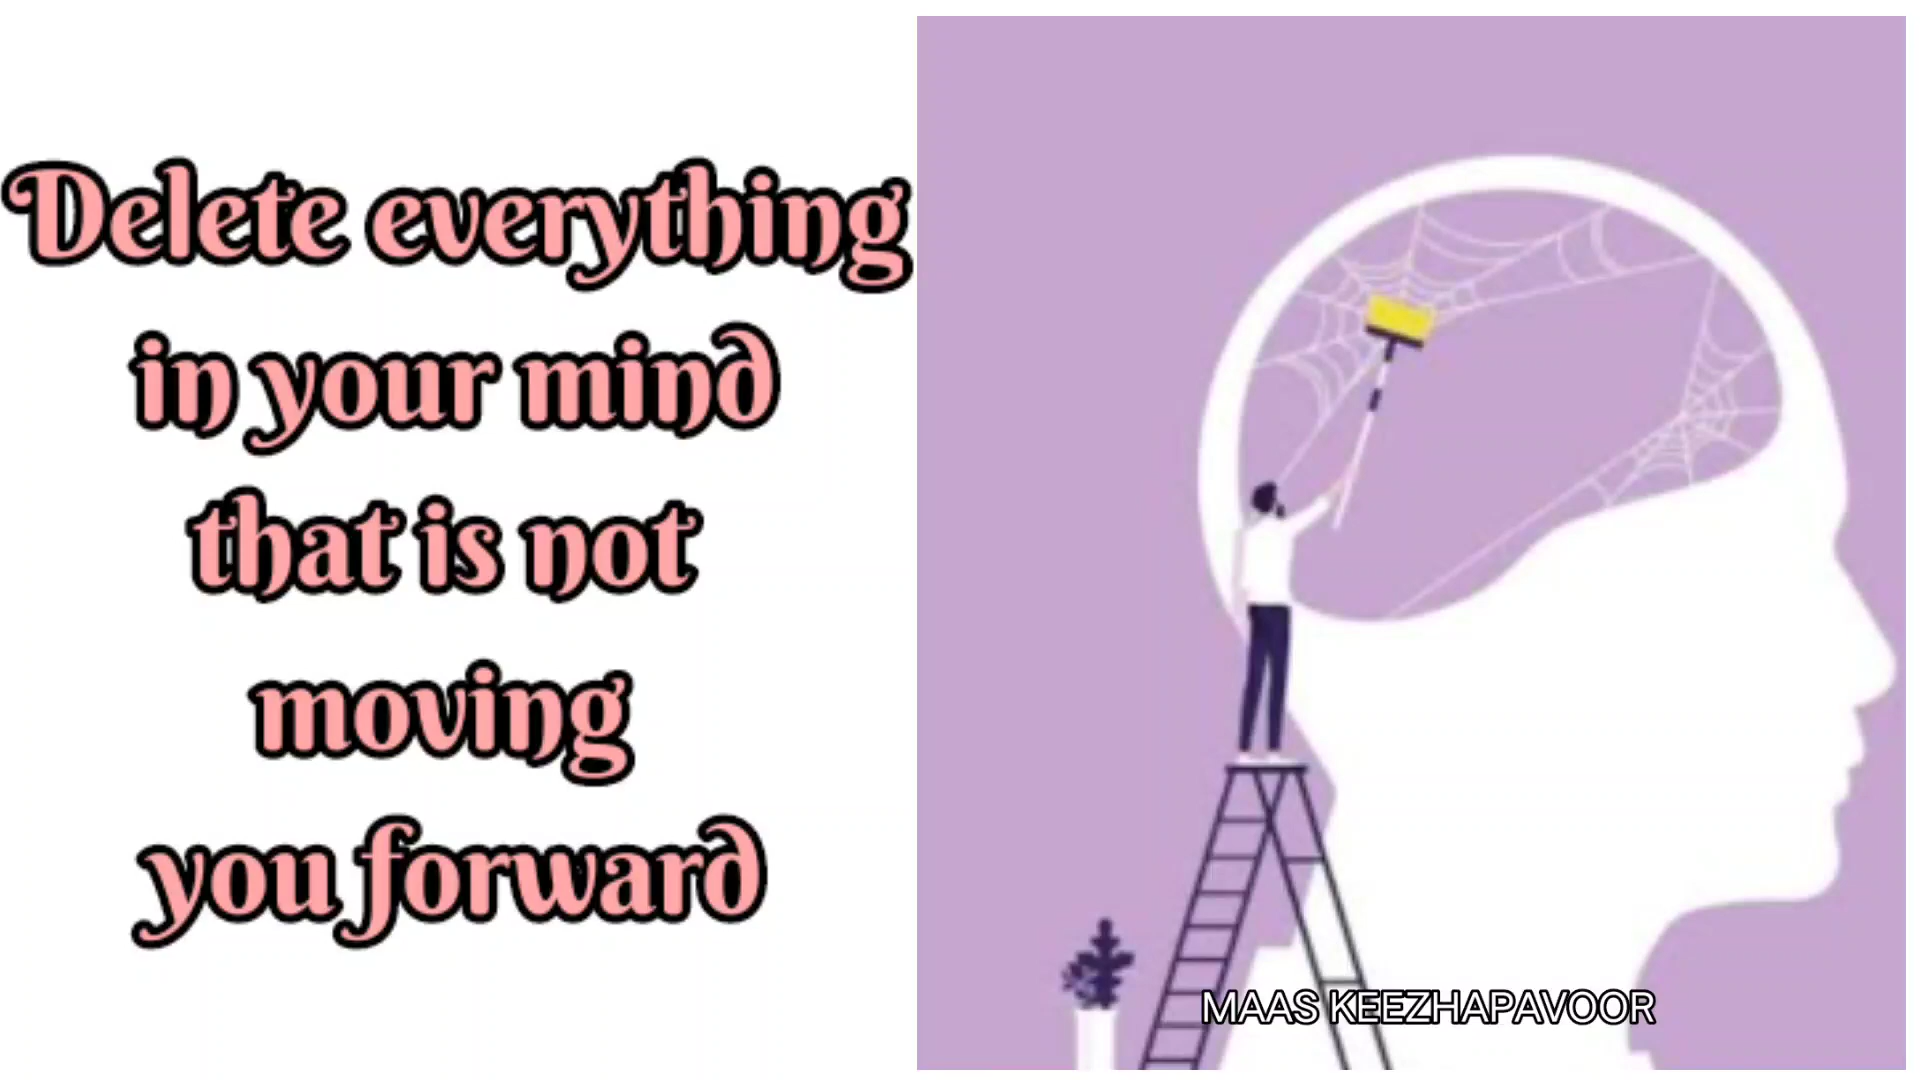 Delete everything
in your mind
that is not
moving
you forward
MAAS KEEZHAPAVOOR